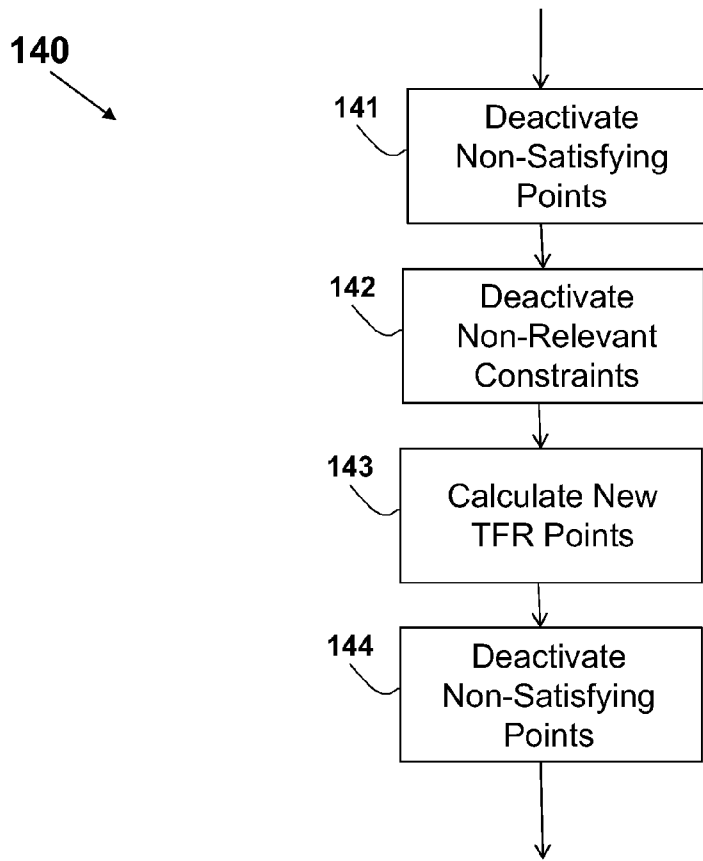 140
141
Deactivate
Non-Satisfying
Points
142
Deactivate
Non-Relevant
Constraints
143
Calculate New
TFR Points
144
Deactivate
Non-Satisfying
Points